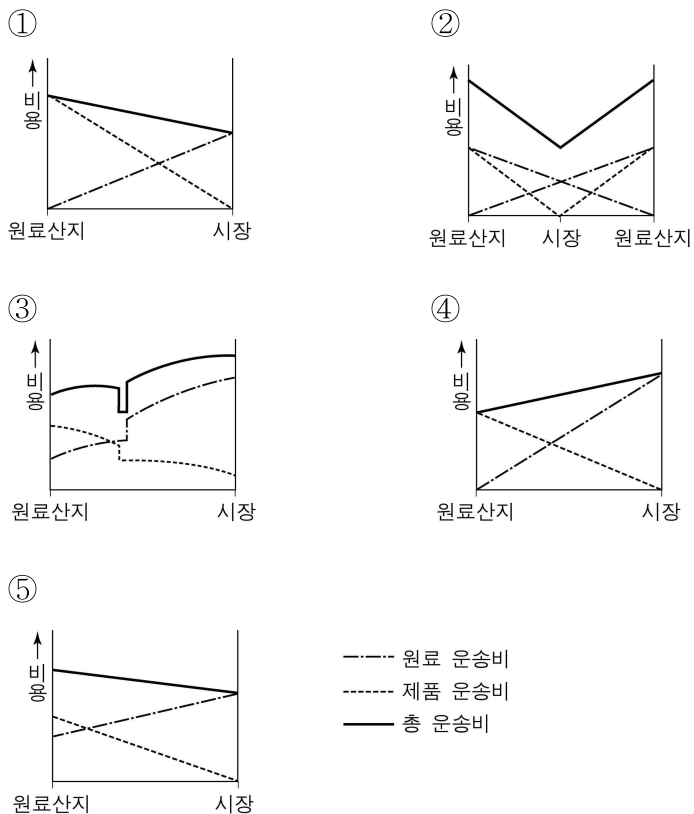 ①
↑비용
원료산지 시장
②
↑비용
원료산지 시장 원료산지
③
↑비용
원료산지 시장
④
↑비용
원료산지 시장
⑤
↑비용
원료산지 시장
원료 운송비
제품 운송비
총 운송비